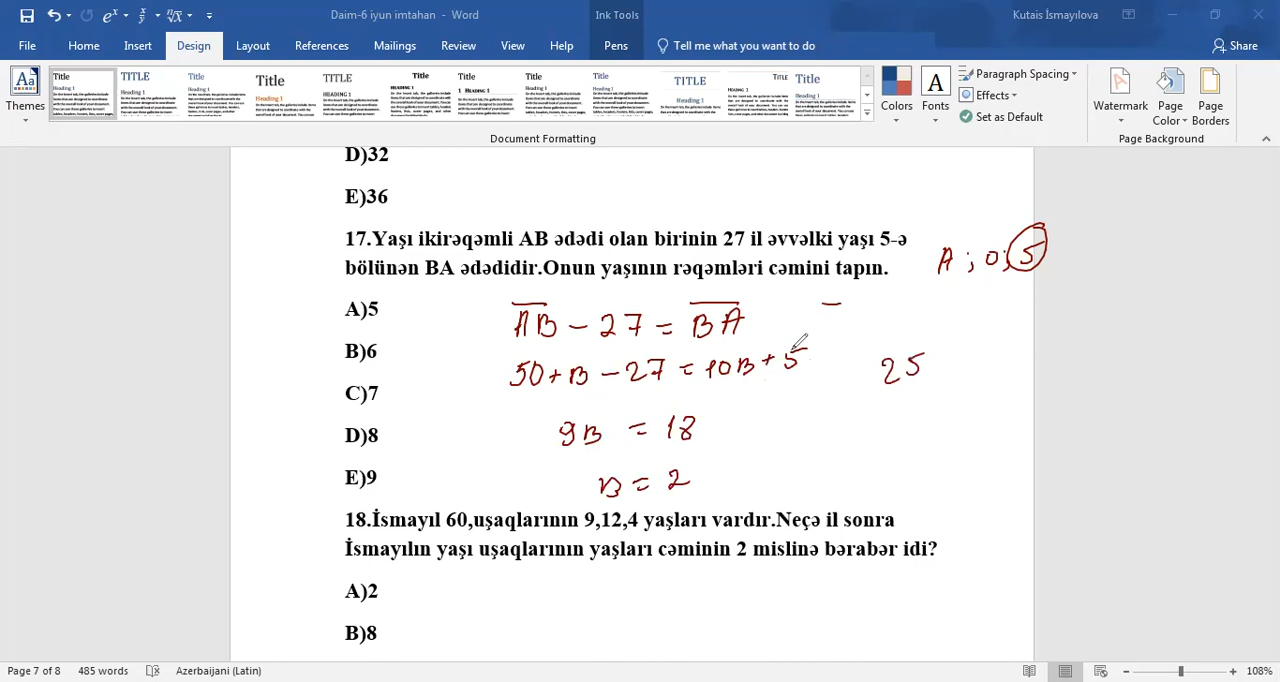 Daim-6 iyun imtahan - Word
Ink Tools
Kutais İsmayılova
File Home Insert Design Layout References Mailings Review View Help Pens Tell me what you want to do Share
Themes
Colors
Fonts
Paragraph Spacing
Effects
Set as Default
Watermark
Page Color
Page Borders
Document Formatting
Page Background
D)32
E)36
17.Yaşı ikirəqəmli AB ədədi olan birinin 27 il əvvəlki yaşı 5-ə
bölünən BA ədədidir.Onun yaşının rəqəmləri cəmini tapın.
A ; 0 ; 5
A)5
AB - 27 = BA
B)6
50 + B - 27 = 10B + 5
25
C)7
D)8
9B = 18
E)9
B = 2
18.İsmayıl 60,uşaqlarının 9,12,4 yaşları vardır.Neçə il sonra
İsmayılın yaşı uşaqlarının yaşları cəminin 2 mislinə bərabər idi?
A)2
B)8
Page 7 of 8 485 words Azerbaijani (Latin) 108%